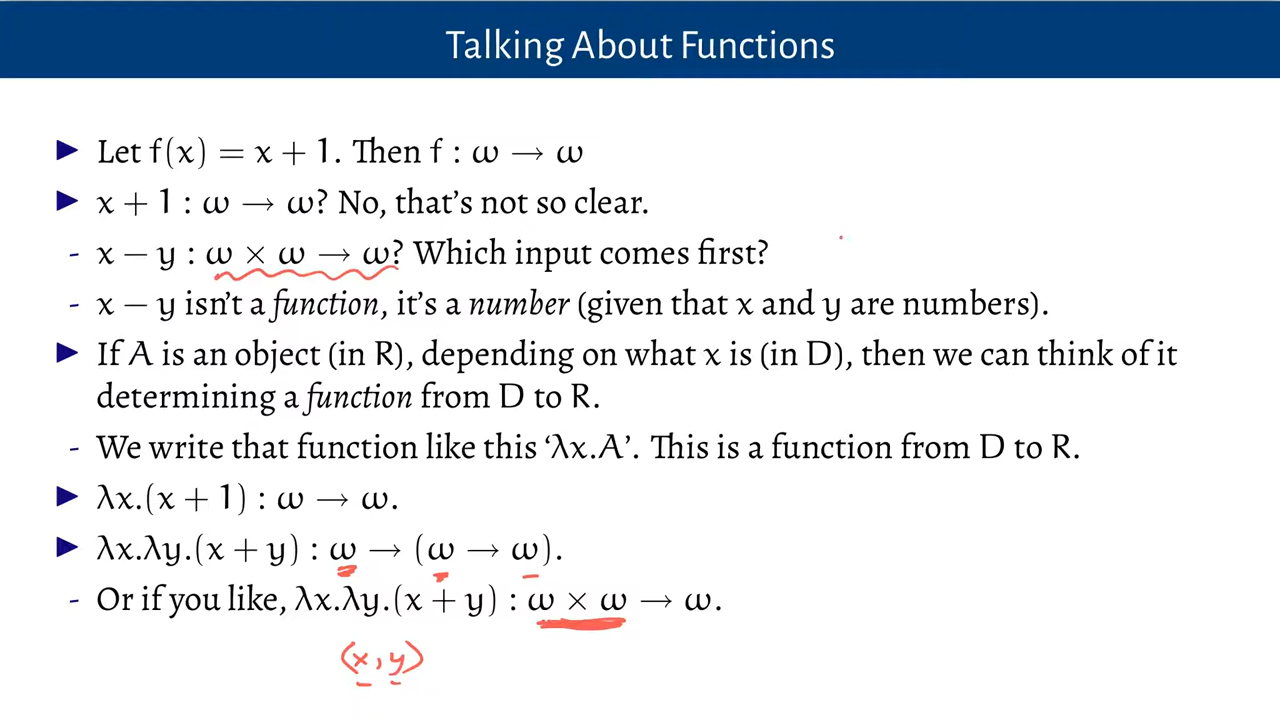 Talking About Functions
▶ Let f(x) = x + 1. Then f : ω → ω
▶ x + 1 : ω → ω? No, that's not so clear.
- x − y : ω × ω → ω? Which input comes first?
- x − y isn't a function, it's a number (given that x and y are numbers).
▶ If A is an object (in R), depending on what x is (in D), then we can think of it
determining a function from D to R.
- We write that function like this ‘λx.A’. This is a function from D to R.
▶ λx.(x + 1) : ω → ω.
▶ λx.λy.(x + y) : ω → (ω → ω).
- Or if you like, λx.λy.(x + y) : ω × ω → ω.
(x, y)